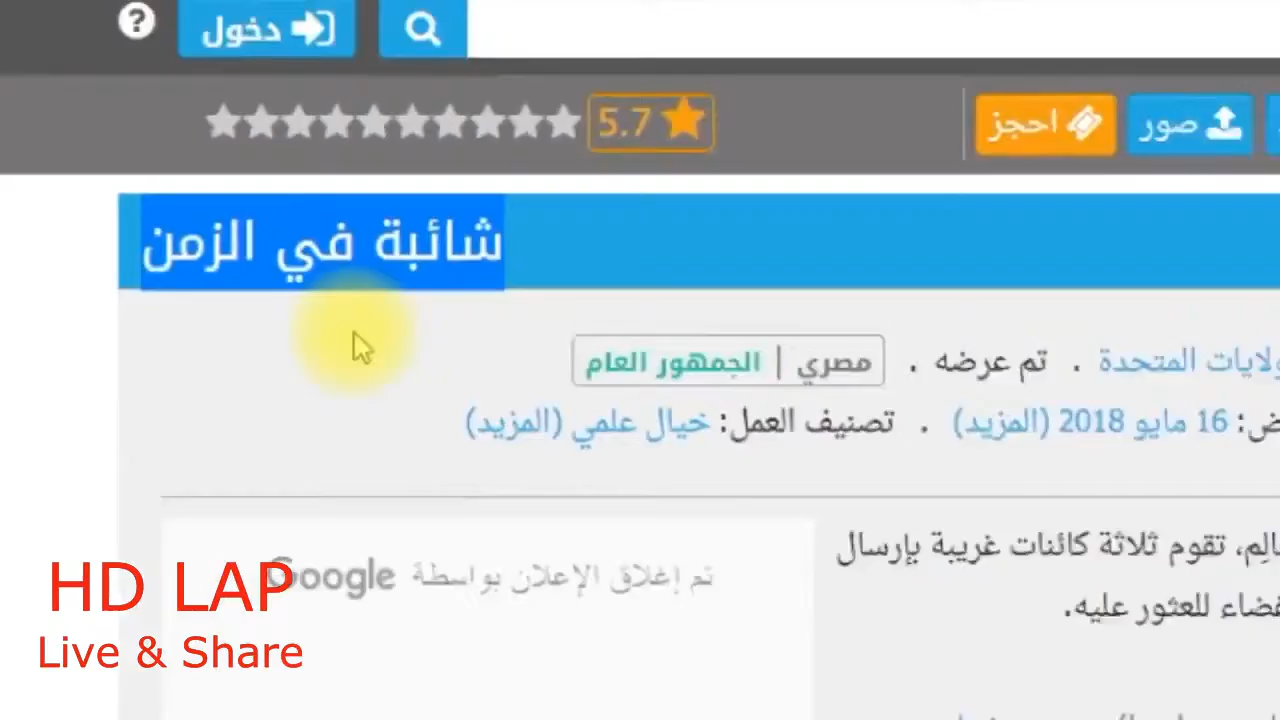 دخول
5.7
احجز
صور
شائبة في الزمن
المتحدة . تم عرضه . مصري | الجمهور العام
16 مايو 2018 (المزيد) . تصنيف العمل: خيال علمي (المزيد)
تقوم ثلاثة كائنات غريبة بإرسال
للعثور عليه.
تم إغلاق الإعلان بواسطة Google
HD LAP
Live & Share